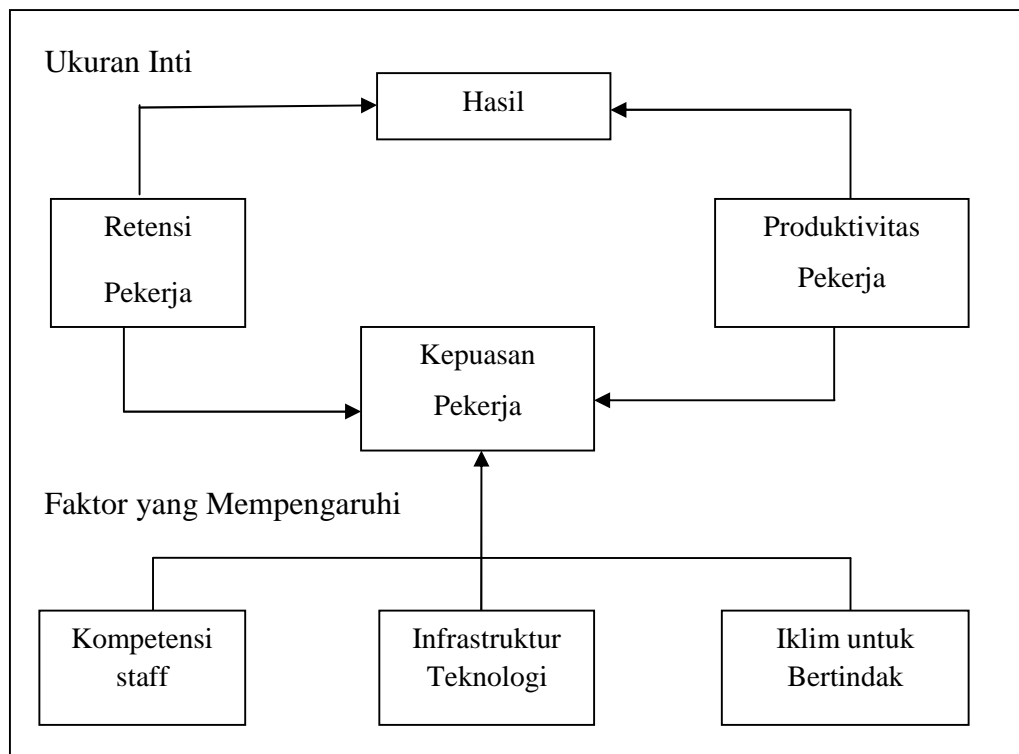 Ukuran Inti
Hasil
Retensi
Pekerja
Produktivitas
Pekerja
Kepuasan
Pekerja
Faktor yang Mempengaruhi
Kompetensi
staff
Infrastruktur
Teknologi
Iklim untuk
Bertindak